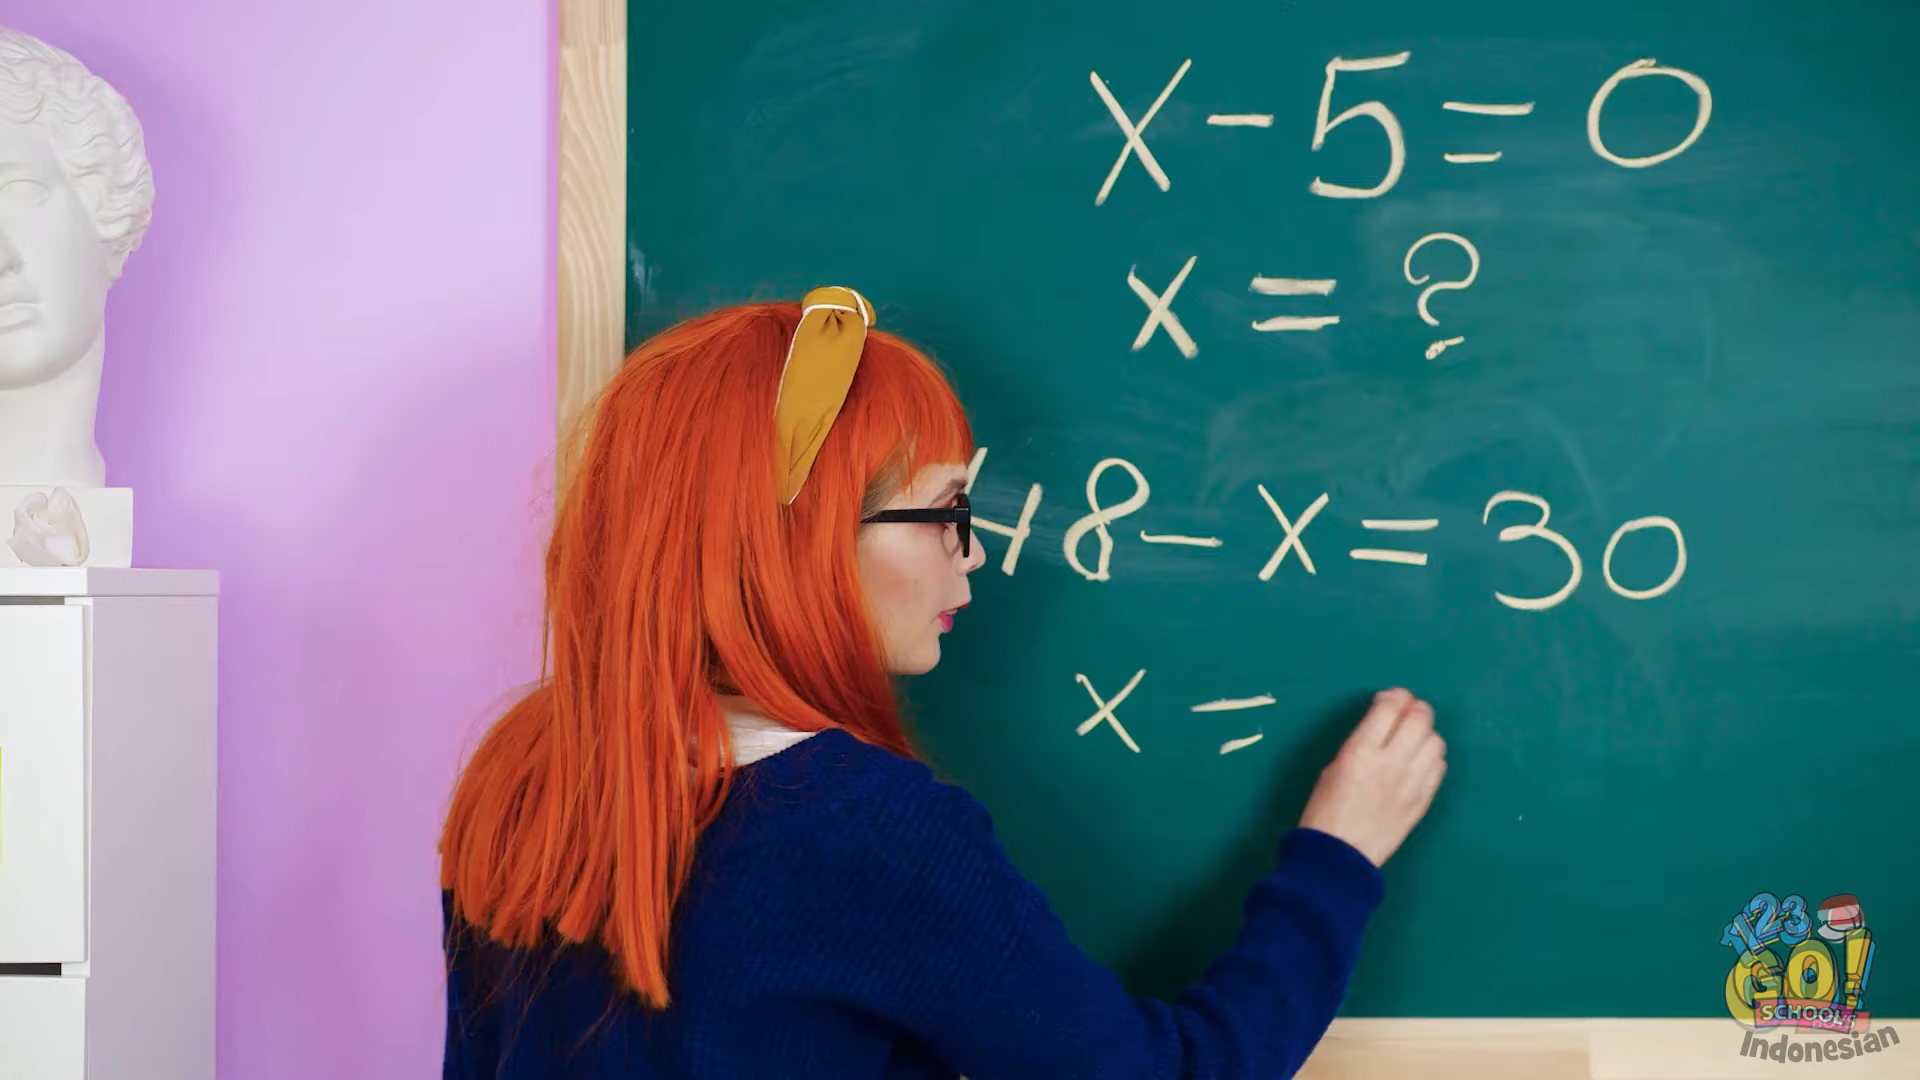 x - 5 = 0
x = ?
48 - x = 30
x =
123
GO!
SCHOOL
Indonesian